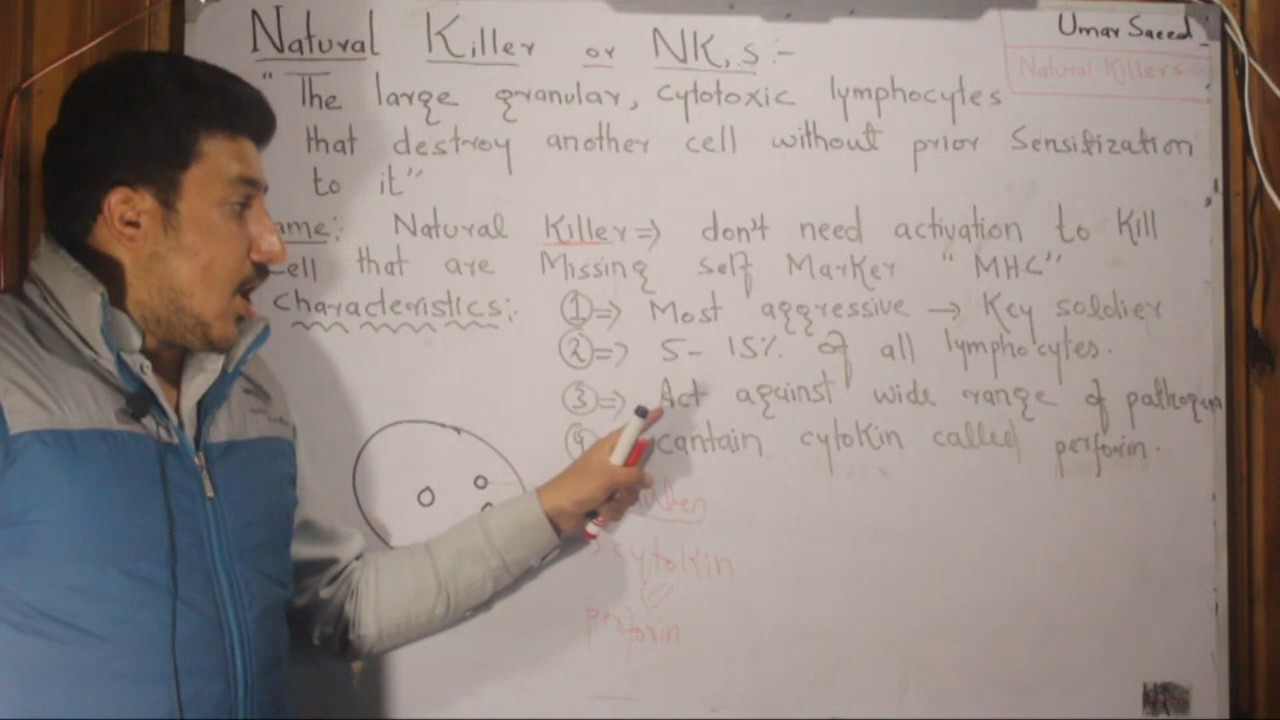 Natural Killer or NK,s :-
Umar Saeed
Natural Killers
"The large granular, cytotoxic lymphocytes
that destroy another cell without prior Sensitization
to it"
ame: Natural Killer => don't need activation to Kill
cell that are Missing self Marker "MHC"
Characteristics:
① => Most aggressive → Key soldier
② => 5- 15% of all lymphocytes.
③ => Act against wide range of pathogen
④ cantain cytokin called perforin.
cytokin
perforin